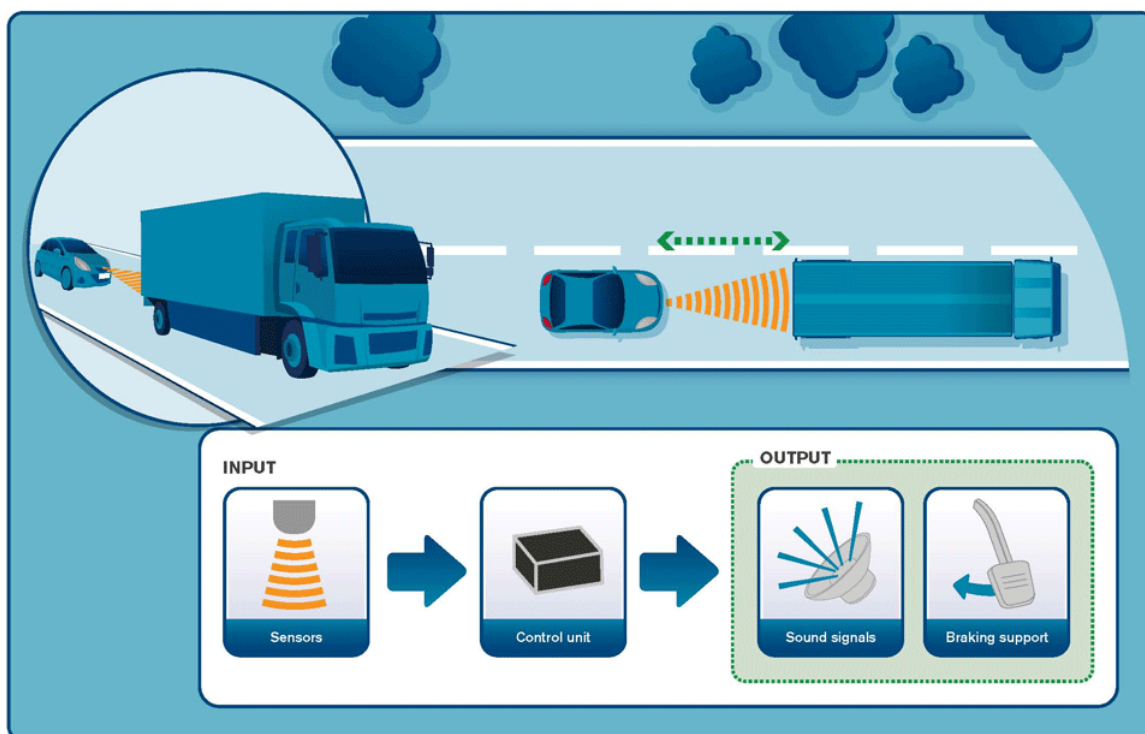 INPUT
OUTPUT
Sensors
Control unit
Sound signals
Braking support